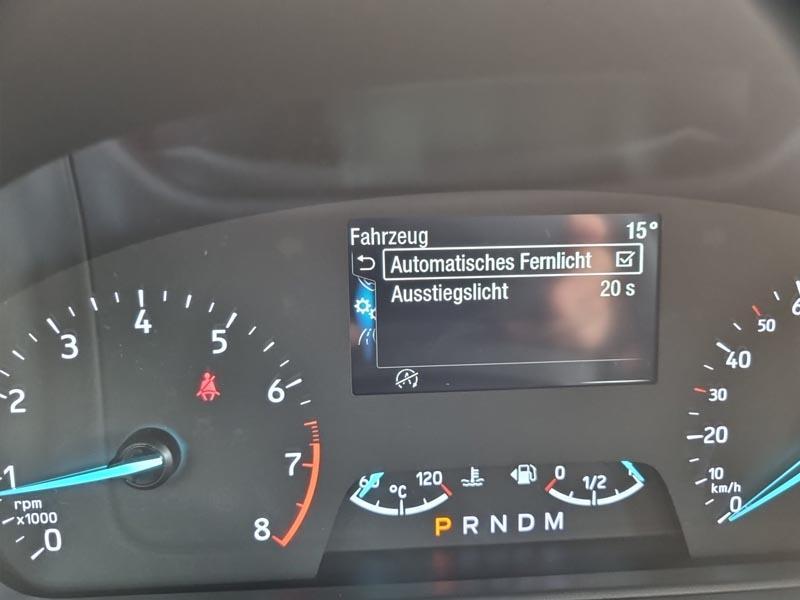 Fahrzeug 15°
Automatisches Fernlicht
Ausstiegslicht 20 s
0
1
2
3
4
5
6
7
8
rpm
x1000
60 °C 120
0 1/2 1
P R N D M
0
10
20
30
40
50
km/h